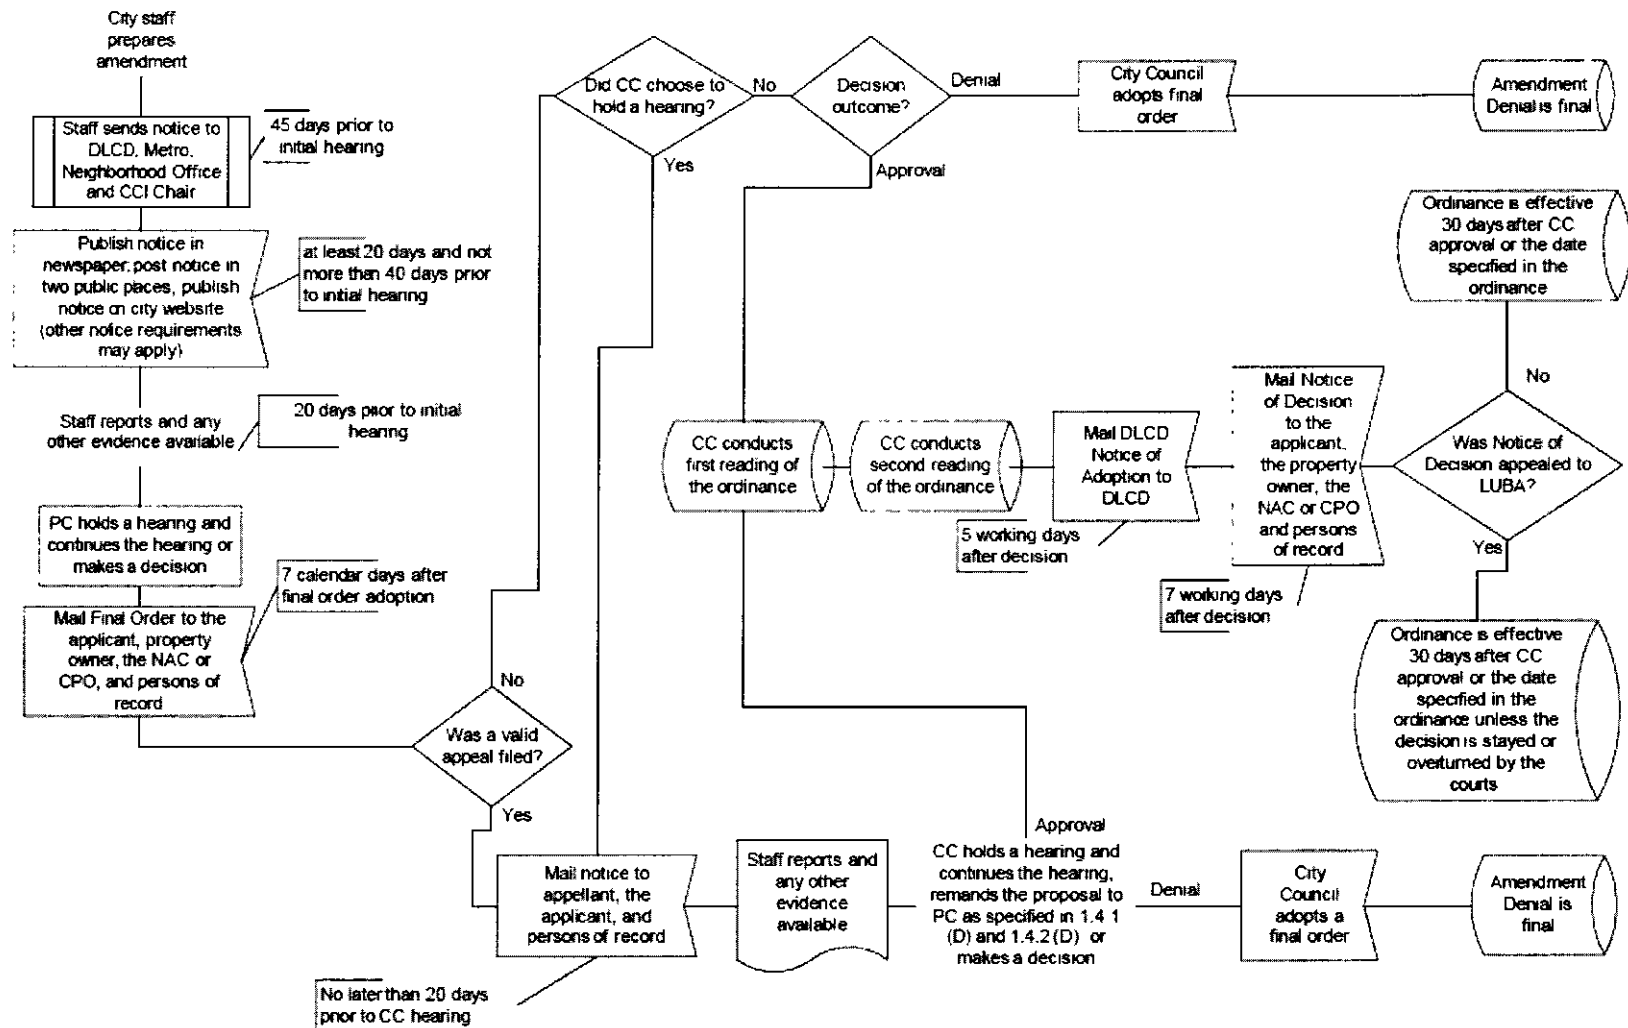 City staff
prepares
amendment
Staff sends notice to
DLCD, Metro,
Neighborhood Office
and CCI Chair
45 days prior to
initial hearing
Publish notice in
newspaper, post notice in
two public places, publish
notice on city website
(other notice requirements
may apply)
at least 20 days and not
more than 40 days prior
to initial hearing
Staff reports and any
other evidence available
20 days prior to initial
hearing
PC holds a hearing and
continues the hearing or
makes a decision
7 calendar days after
final order adoption
Mail Final Order to the
applicant, property
owner, the NAC or
CPO, and persons of
record
Was a valid
appeal filed?
No
Yes
Did CC choose to
hold a hearing?
No
Yes
Decision
outcome?
Denial
Approval
City Council
adopts final
order
Amendment
Denial is final
CC conducts
first reading of
the ordinance
CC conducts
second reading
of the ordinance
Mail DLCD
Notice of
Adoption to
DLCD
5 working days
after decision
Mail Notice
of Decision
to the
applicant,
the property
owner, the
NAC or CPO
and persons
of record
7 working days
after decision
Was Notice of
Decision appealed to
LUBA?
No
Yes
Ordinance is effective
30 days after CC
approval or the date
specified in the
ordinance
Ordinance is effective
30 days after CC
approval or the date
specified in the
ordinance unless the
decision is stayed or
overturned by the
courts
Mail notice to
appellant, the
applicant, and
persons of record
No later than 20 days
prior to CC hearing
Staff reports and
any other
evidence
available
Approval
CC holds a hearing and
continues the hearing,
remands the proposal to
PC as specified in 1.4 1
(D) and 1.4.2 (D) or
makes a decision
Denial
City
Council
adopts a
final order
Amendment
Denial is
final